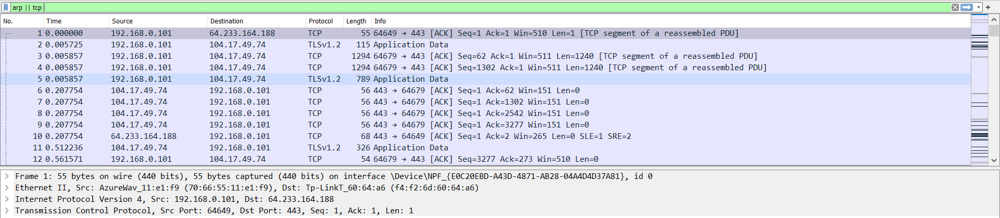 arp || tcp
No. Time Source Destination Protocol Length Info
1 0.000000 192.168.0.101 64.233.164.188 TCP 55 64649 → 443 [ACK] Seq=1 Ack=1 Win=510 Len=1 [TCP segment of a reassembled PDU]
2 0.005725 192.168.0.101 104.17.49.74 TLSv1.2 115 Application Data
3 0.005857 192.168.0.101 104.17.49.74 TCP 1294 64679 → 443 [ACK] Seq=62 Ack=1 Win=511 Len=1240 [TCP segment of a reassembled PDU]
4 0.005857 192.168.0.101 104.17.49.74 TCP 1294 64679 → 443 [ACK] Seq=1302 Ack=1 Win=511 Len=1240 [TCP segment of a reassembled PDU]
5 0.005857 192.168.0.101 104.17.49.74 TLSv1.2 789 Application Data
6 0.207754 104.17.49.74 192.168.0.101 TCP 56 443 → 64679 [ACK] Seq=1 Ack=62 Win=151 Len=0
7 0.207754 104.17.49.74 192.168.0.101 TCP 56 443 → 64679 [ACK] Seq=1 Ack=1302 Win=151 Len=0
8 0.207754 104.17.49.74 192.168.0.101 TCP 56 443 → 64679 [ACK] Seq=1 Ack=2542 Win=151 Len=0
9 0.207754 104.17.49.74 192.168.0.101 TCP 56 443 → 64679 [ACK] Seq=1 Ack=3277 Win=151 Len=0
10 0.207754 64.233.164.188 192.168.0.101 TCP 68 443 → 64649 [ACK] Seq=1 Ack=2 Win=265 Len=0 SLE=1 SRE=2
11 0.512236 104.17.49.74 192.168.0.101 TLSv1.2 326 Application Data
12 0.561571 192.168.0.101 104.17.49.74 TCP 54 64679 → 443 [ACK] Seq=3277 Ack=273 Win=510 Len=0
Frame 1: 55 bytes on wire (440 bits), 55 bytes captured (440 bits) on interface \Device\NPF_{E0C20EBD-A43D-4871-AB28-04A4D4D37A81}, id 0
Ethernet II, Src: AzureWav_11:e1:f9 (70:66:55:11:e1:f9), Dst: Tp-LinkT_60:64:a6 (f4:f2:6d:60:64:a6)
Internet Protocol Version 4, Src: 192.168.0.101, Dst: 64.233.164.188
Transmission Control Protocol, Src Port: 64649, Dst Port: 443, Seq: 1, Ack: 1, Len: 1